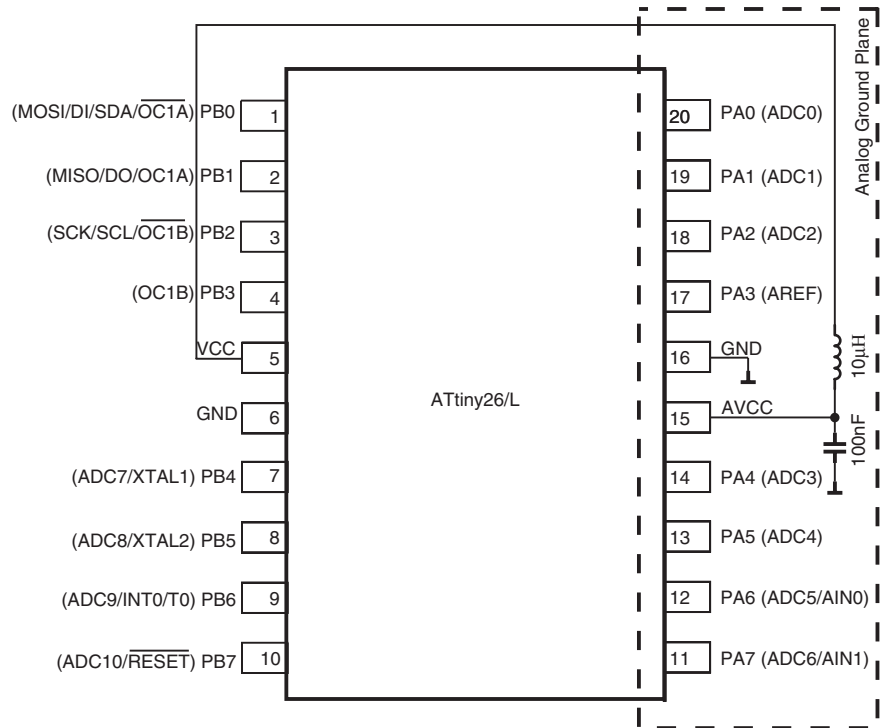 Analog Ground Plane
(MOSI/DI/SDA/OC1A) PB0 1
20 PA0 (ADC0)
(MISO/DO/OC1A) PB1 2
19 PA1 (ADC1)
(SCK/SCL/OC1B) PB2 3
18 PA2 (ADC2)
(OC1B) PB3 4
17 PA3 (AREF)
VCC 5
16 GND
10μH
GND 6
ATtiny26/L
15 AVCC
100nF
(ADC7/XTAL1) PB4 7
14 PA4 (ADC3)
(ADC8/XTAL2) PB5 8
13 PA5 (ADC4)
(ADC9/INT0/T0) PB6 9
12 PA6 (ADC5/AIN0)
(ADC10/RESET) PB7 10
11 PA7 (ADC6/AIN1)